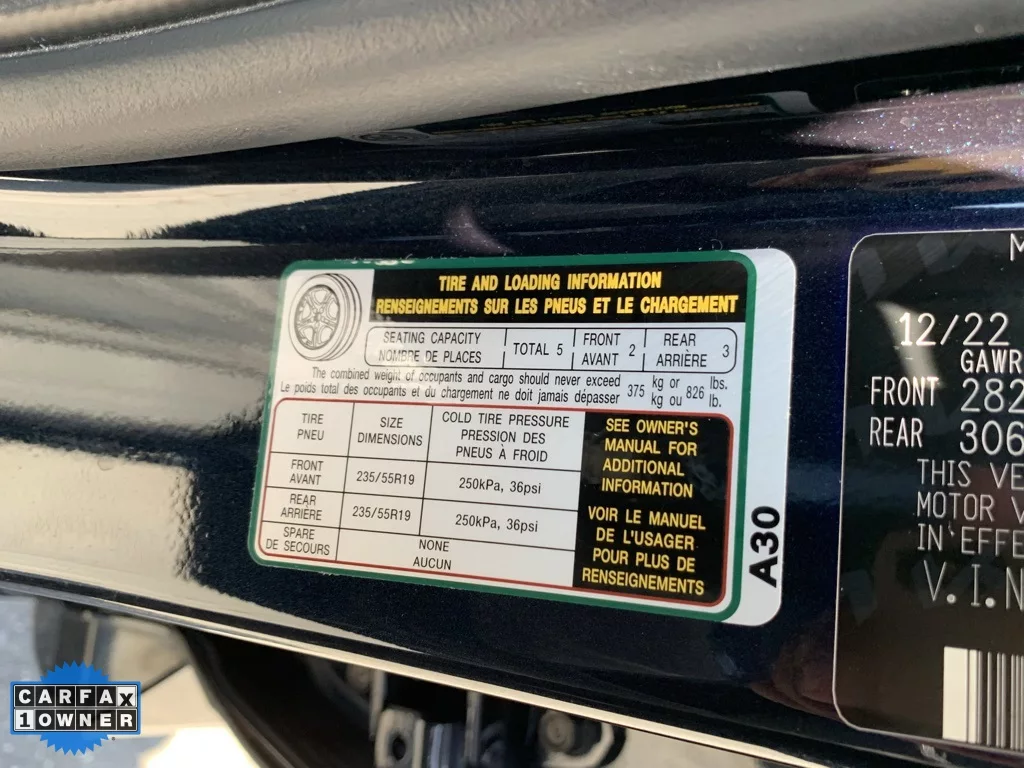 TIRE AND LOADING INFORMATION
RENSEIGNEMENTS SUR LES PNEUS ET LE CHARGEMENT
SEATING CAPACITY
NOMBRE DE PLACES
TOTAL 5
FRONT
AVANT 2
REAR
ARRIÈRE 3
The combined weight of occupants and cargo should never exceed 375 kg or 826 lbs.
Le poids total des occupants et du chargement ne doit jamais dépasser kg ou lb.
TIRE
PNEU
SIZE
DIMENSIONS
COLD TIRE PRESSURE
PRESSION DES
PNEUS À FROID
FRONT
AVANT
235/55R19
250kPa, 36psi
REAR
ARRIÈRE
235/55R19
250kPa, 36psi
SPARE
DE SECOURS
NONE
AUCUN
SEE OWNER'S
MANUAL FOR
ADDITIONAL
INFORMATION
VOIR LE MANUEL
DE L'USAGER
POUR PLUS DE
RENSEIGNEMENTS
A30
M
12/22
GAWR
FRONT 282
REAR 306
THIS VE
MOTOR V
IN EFFE
V.I.N
CARFAX
1 OWNER